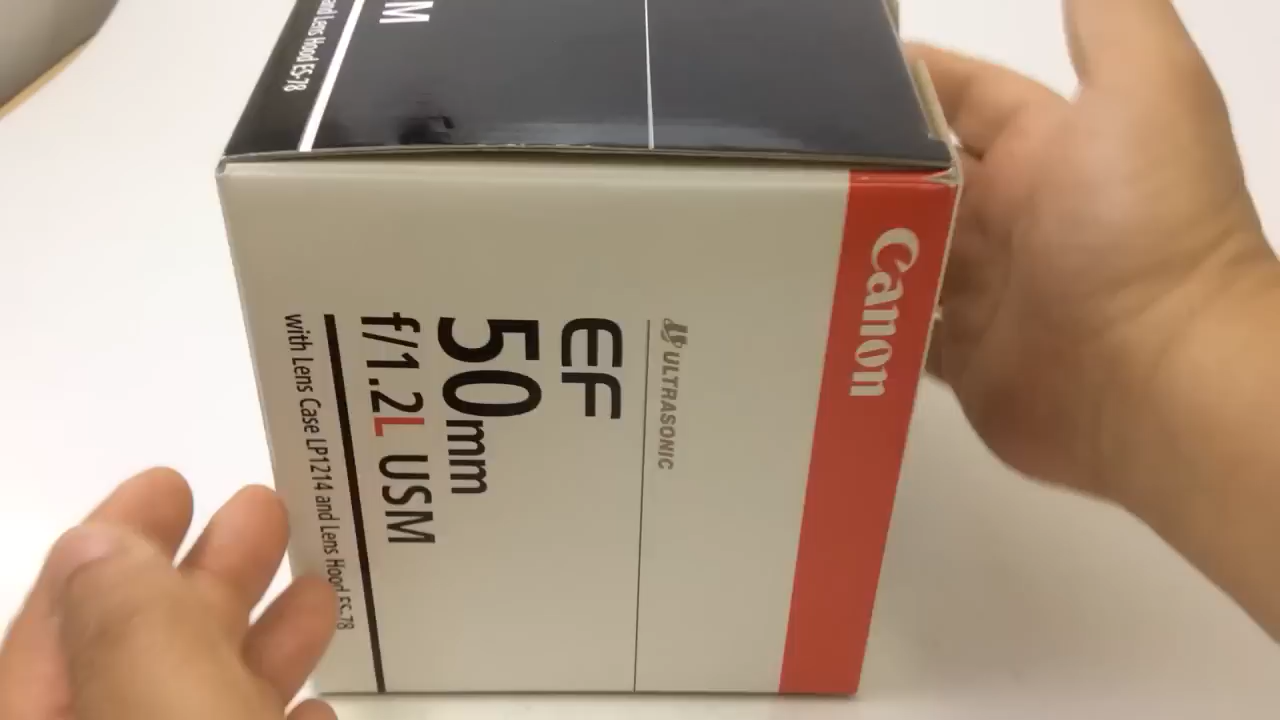 Canon
ULTRASONIC
EF
50mm
f/1.2L USM
with Lens Case LP1214 and Lens Hood ES-78
M
and Lens Hood ES-78